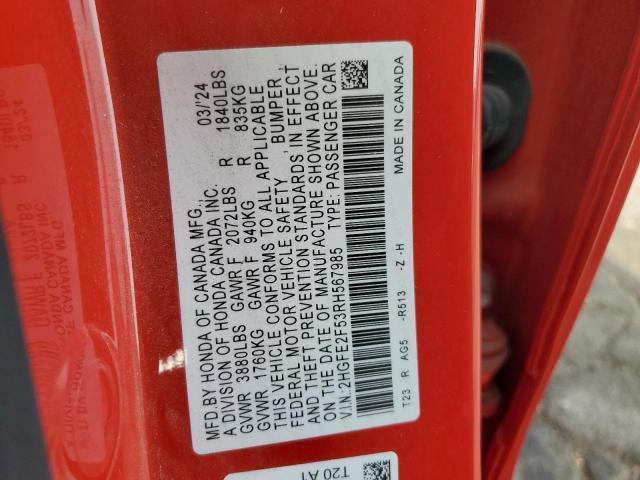 MFD.BY HONDA OF CANADA MFG., 03/'24
A DIVISION OF HONDA CANADA INC.
GVWR 3880LBS GAWR F 2072LBS R 1840LBS
GVWR 1760KG GAWR F 940KG R 835KG
THIS VEHICLE CONFORMS TO ALL APPLICABLE
FEDERAL MOTOR VEHICLE SAFETY , BUMPER,
AND THEFT PREVENTION STANDARDS IN EFFECT
ON THE DATE OF MANUFACTURE SHOWN ABOVE.
V.I.N.:2HGFE2F53RH567985 TYPE: PASSENGER CAR
T23 R AG5 -R513 -Z -H MADE IN CANADA
T20 A1